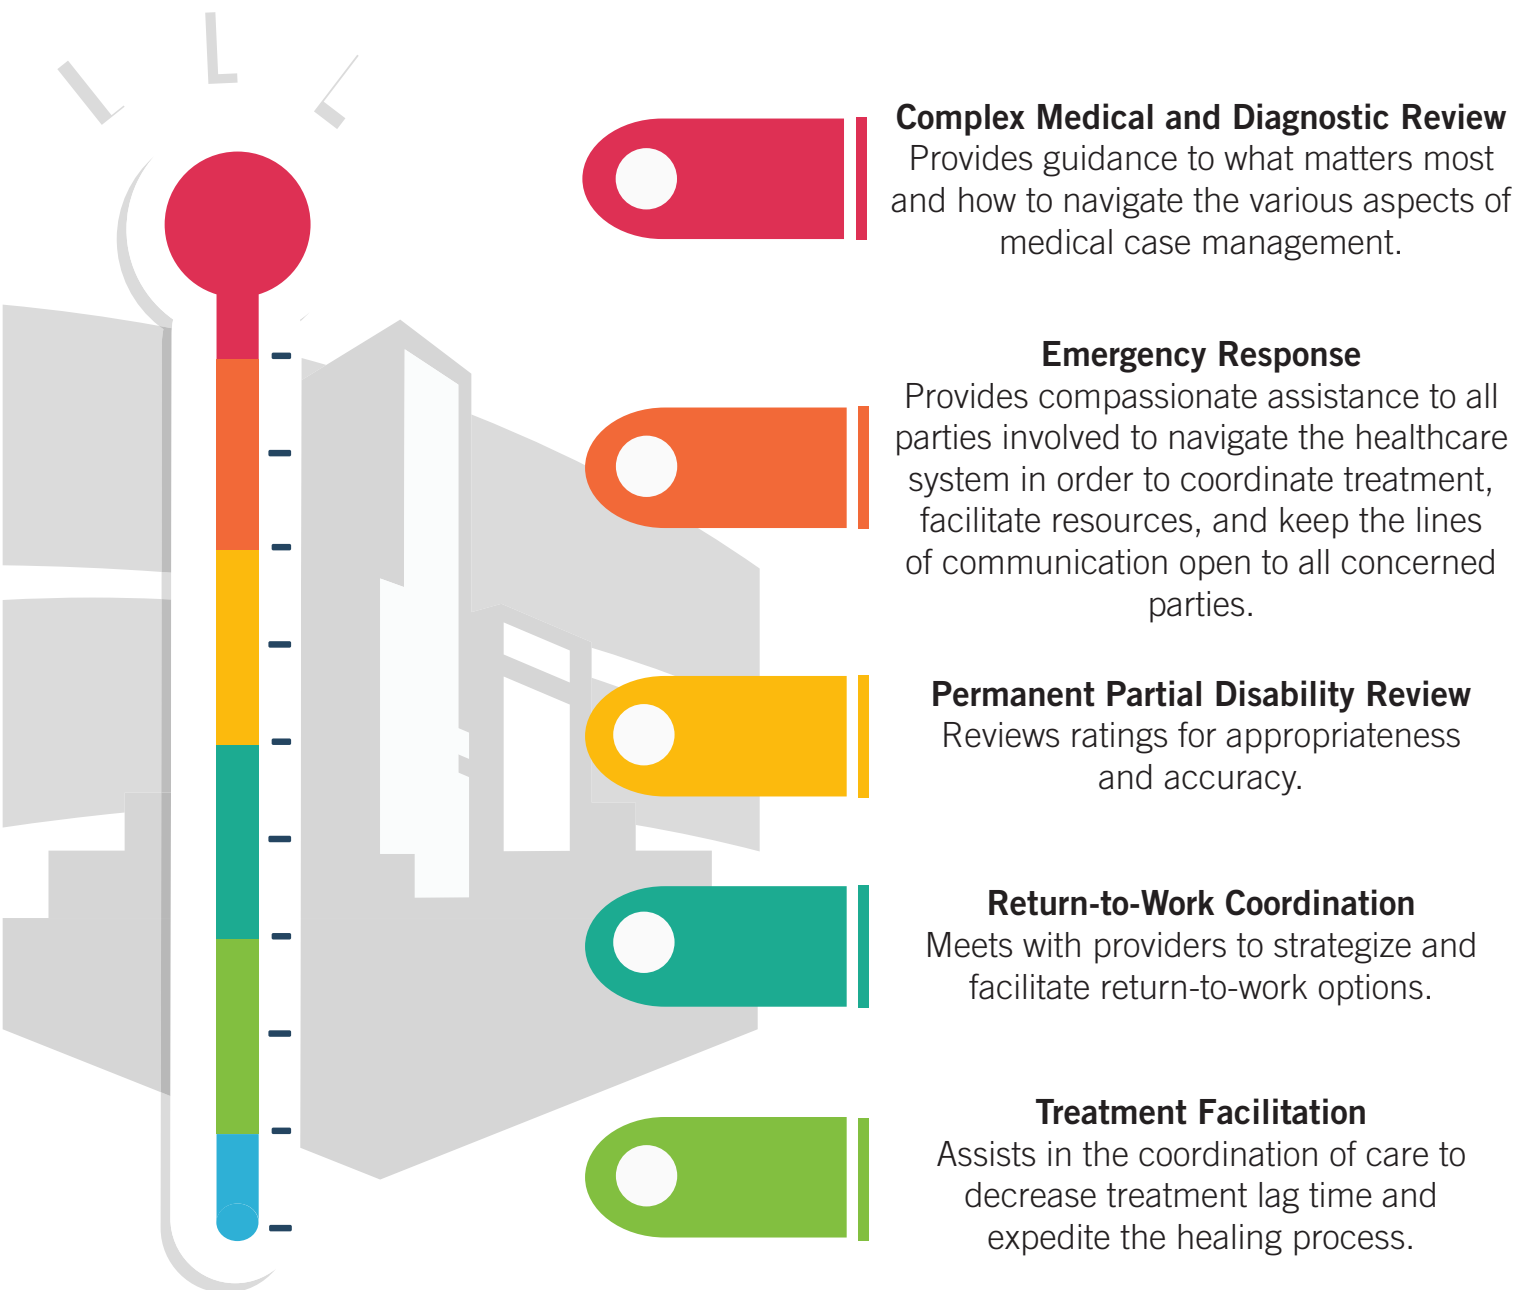 Complex Medical and Diagnostic Review
Provides guidance to what matters most
and how to navigate the various aspects of
medical case management.
Emergency Response
Provides compassionate assistance to all
parties involved to navigate the healthcare
system in order to coordinate treatment,
facilitate resources, and keep the lines
of communication open to all concerned
parties.
Permanent Partial Disability Review
Reviews ratings for appropriateness
and accuracy.
Return-to-Work Coordination
Meets with providers to strategize and
facilitate return-to-work options.
Treatment Facilitation
Assists in the coordination of care to
decrease treatment lag time and
expedite the healing process.